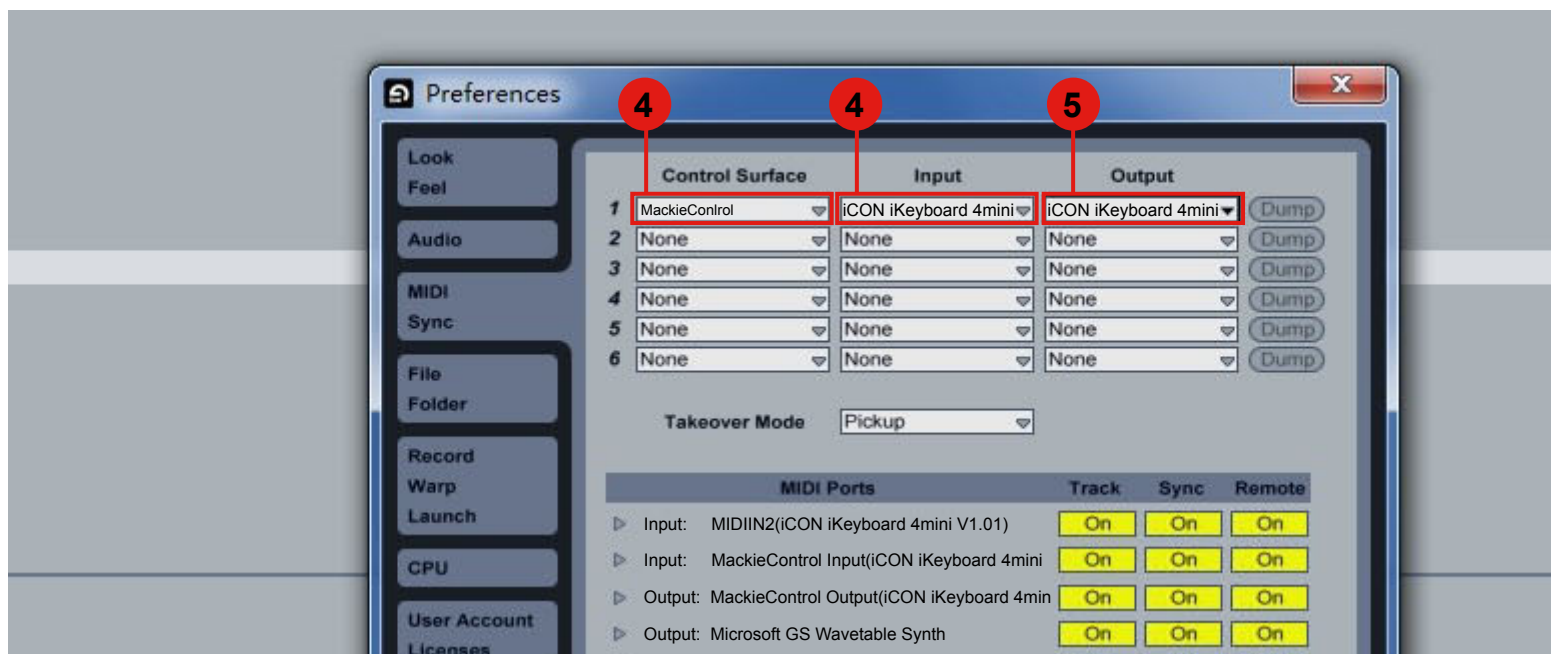 Preferences
X
4 4 5
Look
Feel
Audio
MIDI
Sync
File
Folder
Record
Warp
Launch
CPU
User Account
Licenses
Control Surface Input Output
1 MackieConlrol iCON iKeyboard 4mini iCON iKeyboard 4mini Dump
2 None None None Dump
3 None None None Dump
4 None None None Dump
5 None None None Dump
6 None None None Dump
Takeover Mode Pickup
MIDI Ports Track Sync Remote
Input: MIDIIN2(iCON iKeyboard 4mini V1.01) On On On
Input: MackieControl Input(iCON iKeyboard 4mini On On On
Output: MackieControl Output(iCON iKeyboard 4min On On On
Output: Microsoft GS Wavetable Synth On On On